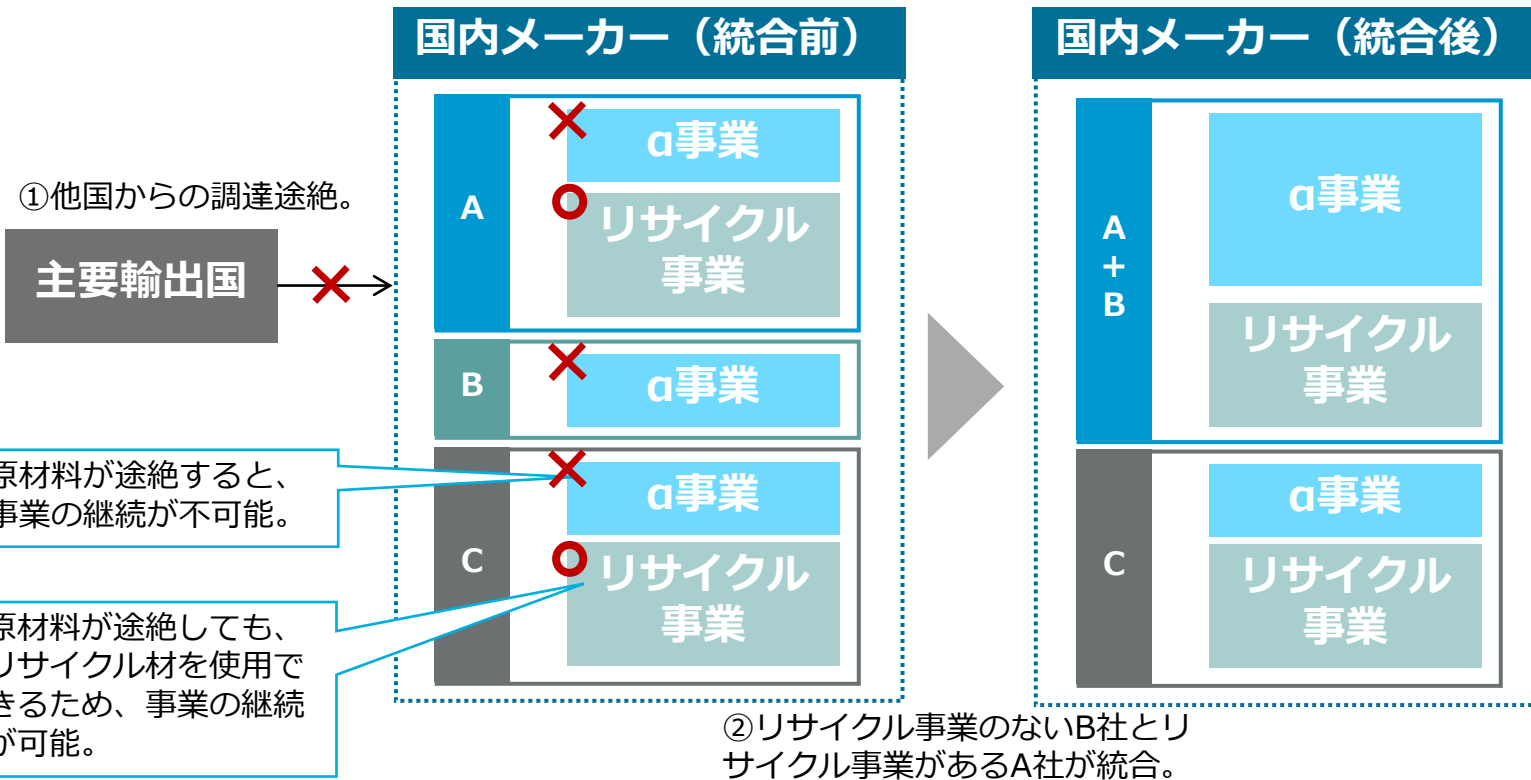 国内メーカー（統合前）
国内メーカー（統合後）
①他国からの調達途絶。
主要輸出国
A
α事業
リサイクル
事業
B
α事業
C
α事業
リサイクル
事業
原材料が途絶すると、
事業の継続が不可能。
原材料が途絶しても、
リサイクル材を使用で
きるため、事業の継続
が可能。
A
+
B
α事業
リサイクル
事業
C
α事業
リサイクル
事業
②リサイクル事業のないB社とリ
サイクル事業があるA社が統合。